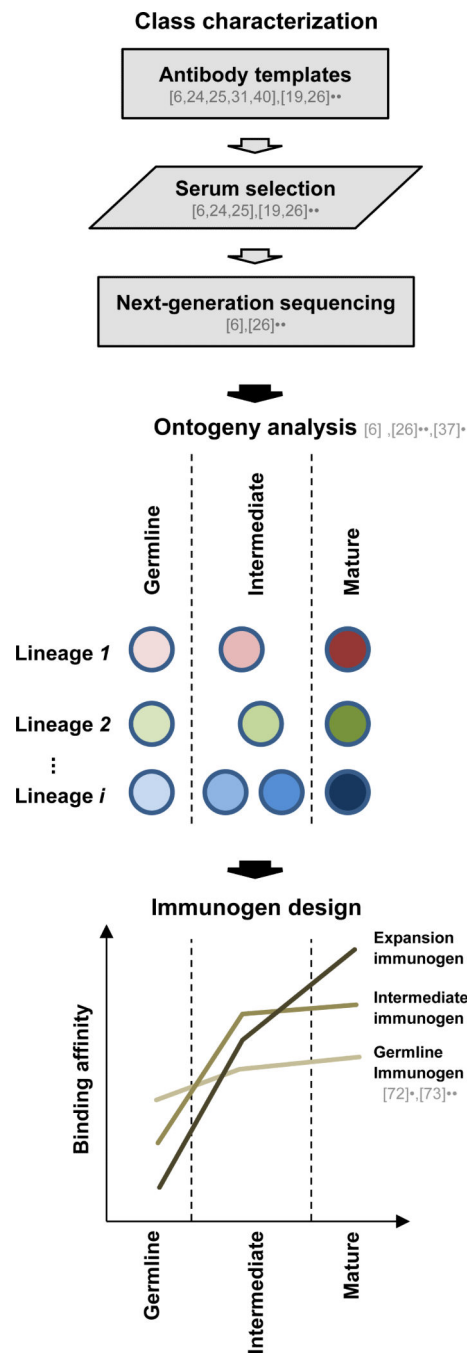 Class characterization
Antibody templates
[6,24,25,31,40],[19,26]••
Serum selection
[6,24,25],[19,26]••
Next-generation sequencing
[6],[26]••
Ontogeny analysis [6] ,[26]••,[37]•
Germline
Intermediate
Mature
Lineage 1
Lineage 2
...
Lineage i
Immunogen design
Binding affinity
Expansion
immunogen
Intermediate
immunogen
Germline
Immunogen
[72]•,[73]••
Germline
Intermediate
Mature